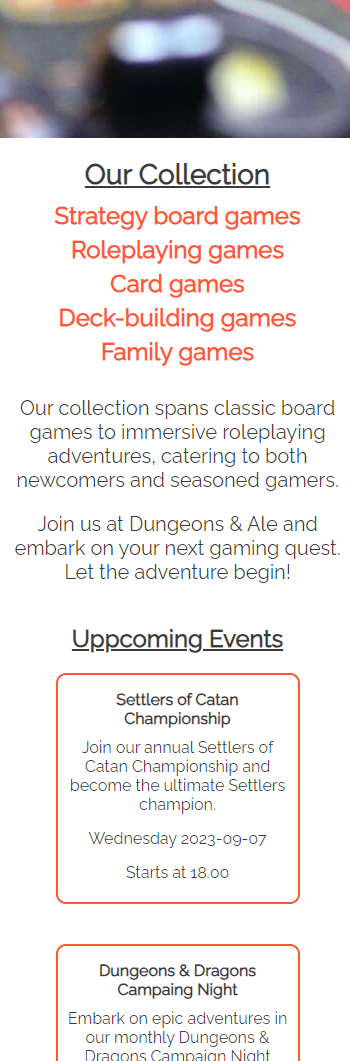 Our Collection
Strategy board games
Roleplaying games
Card games
Deck-building games
Family games
Our collection spans classic board
games to immersive roleplaying
adventures, catering to both
newcomers and seasoned gamers.
Join us at Dungeons & Ale and
embark on your next gaming quest.
Let the adventure begin!
Uppcoming Events
Settlers of Catan
Championship
Join our annual Settlers of
Catan Championship and
become the ultimate Settlers
champion.
Wednesday 2023-09-07
Starts at 18.00
Dungeons & Dragons
Campaing Night
Embark on epic adventures in
our monthly Dungeons &
Dragons Campaign Night